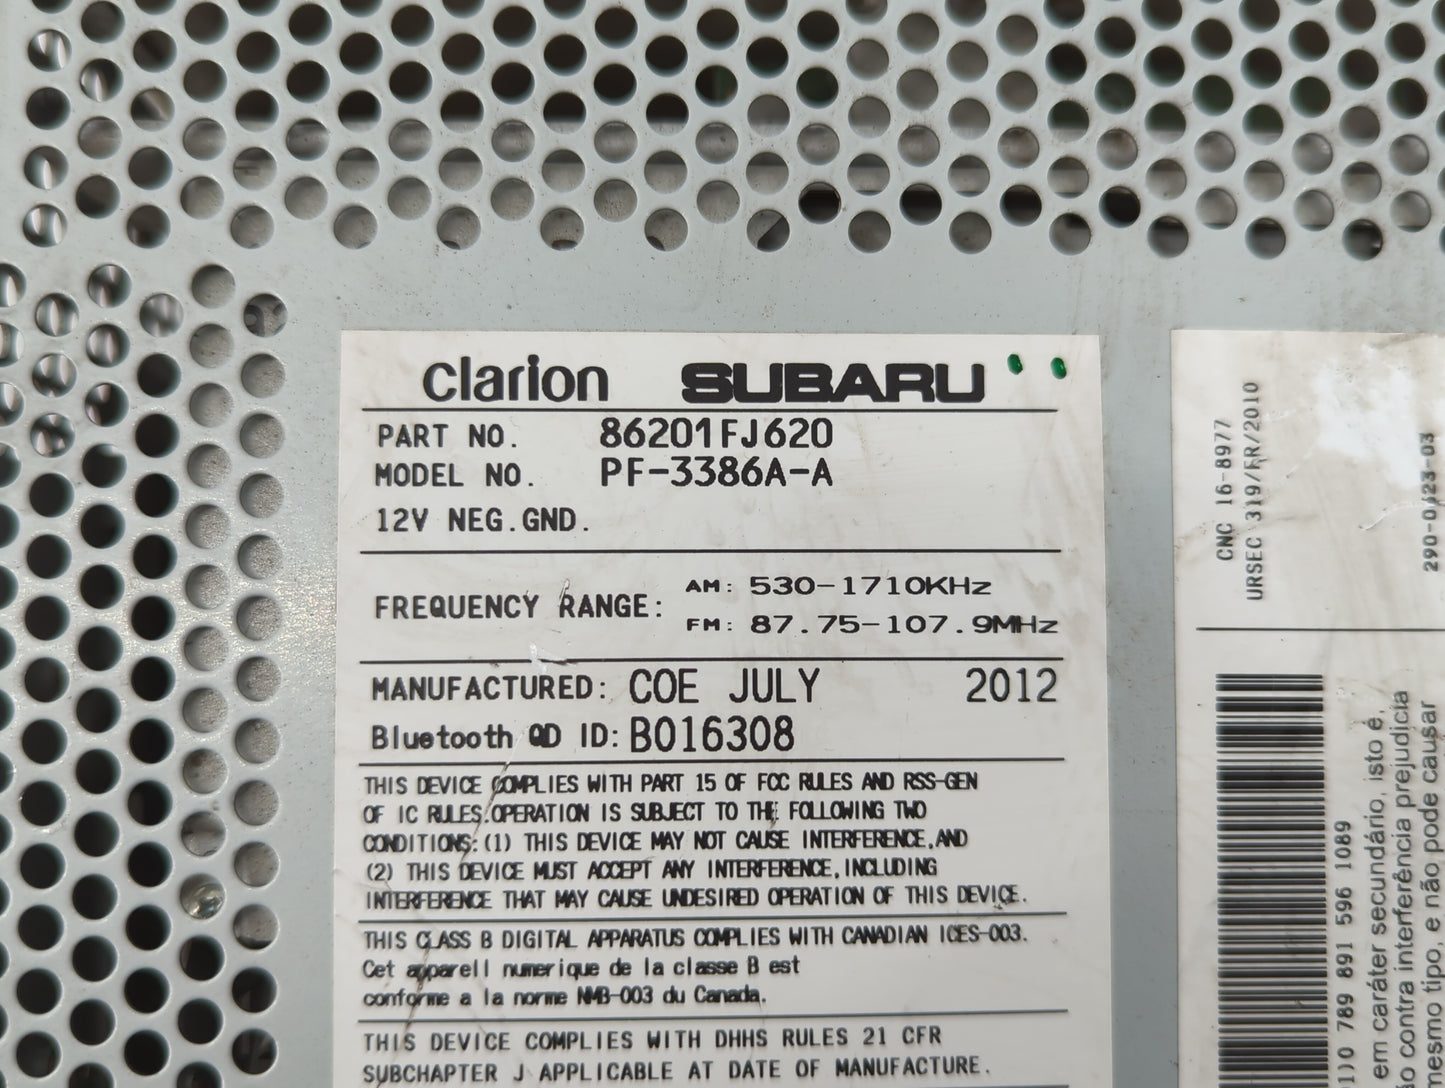 clarion SUBARU
PART NO. 86201FJ620
MODEL NO. PF-3386A-A
12V NEG.GND.
FREQUENCY RANGE: AM: 530-1710KHz
FM: 87.75-107.9MHz
MANUFACTURED: COE JULY 2012
Bluetooth QD ID: B016308
THIS DEVICE COMPLIES WITH PART 15 OF FCC RULES AND RSS-GEN
OF IC RULES.OPERATION IS SUBJECT TO THE FOLLOWING TWO
CONDITIONS:(1) THIS DEVICE MAY NOT CAUSE INTERFERENCE,AND
(2) THIS DEVICE MUST ACCEPT ANY INTERFERENCE,INCLUDING
INTERFERENCE THAT MAY CAUSE UNDESIRED OPERATION OF THIS DEVICE.
THIS CLASS B DIGITAL APPARATUS COMPLIES WITH CANADIAN ICES-003.
Cet appareil numerique de la classe B est
conforme a la norme NMB-003 du Canada.
THIS DEVICE COMPLIES WITH DHHS RULES 21 CFR
SUBCHAPTER J APPLICABLE AT DATE OF MANUFACTURE.
CNC 16-8977
URSEC 319/FR/2010
290-0423-03
110 789 891 596 1089
em caráter secundário, isto é,
contra interferência prejudicial
mesmo tipo, e não pode causar